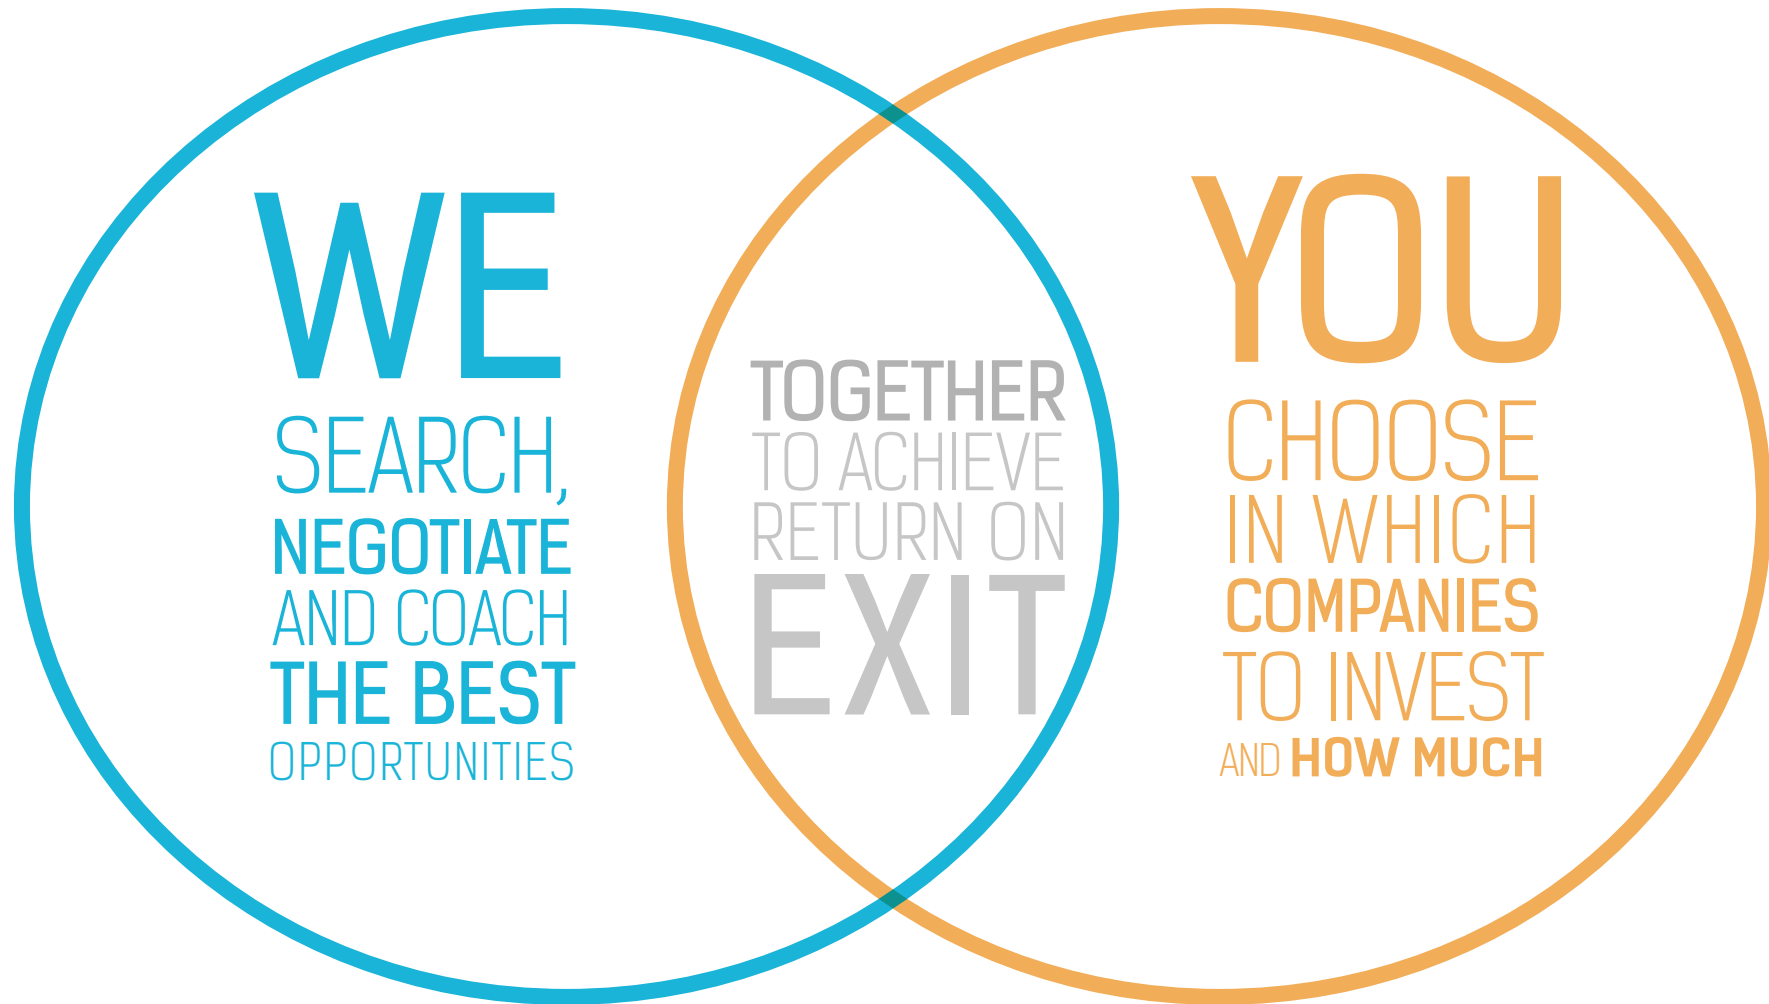 WE
SEARCH,
NEGOTIATE
AND COACH
THE BEST
OPPORTUNITIES
TOGETHER
TO ACHIEVE
RETURN ON
EXIT
YOU
CHOOSE
IN WHICH
COMPANIES
TO INVEST
AND HOW MUCH